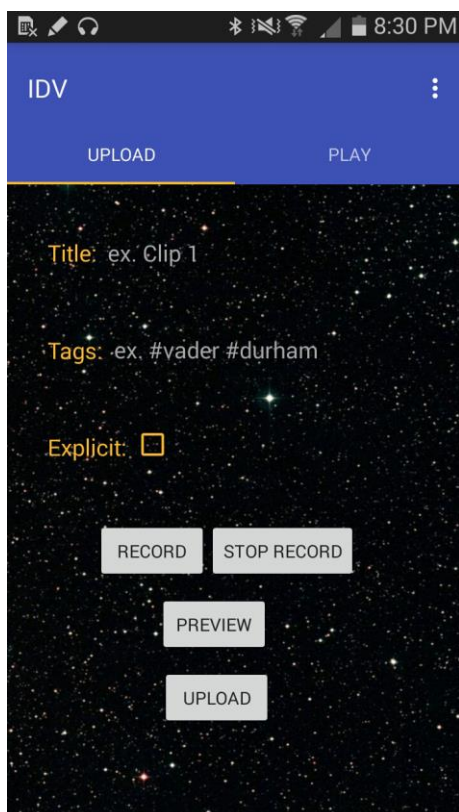 8:30 PM
IDV
UPLOAD PLAY
Title: ex. Clip 1
Tags: ex. #vader #durham
Explicit:
RECORD STOP RECORD
PREVIEW
UPLOAD